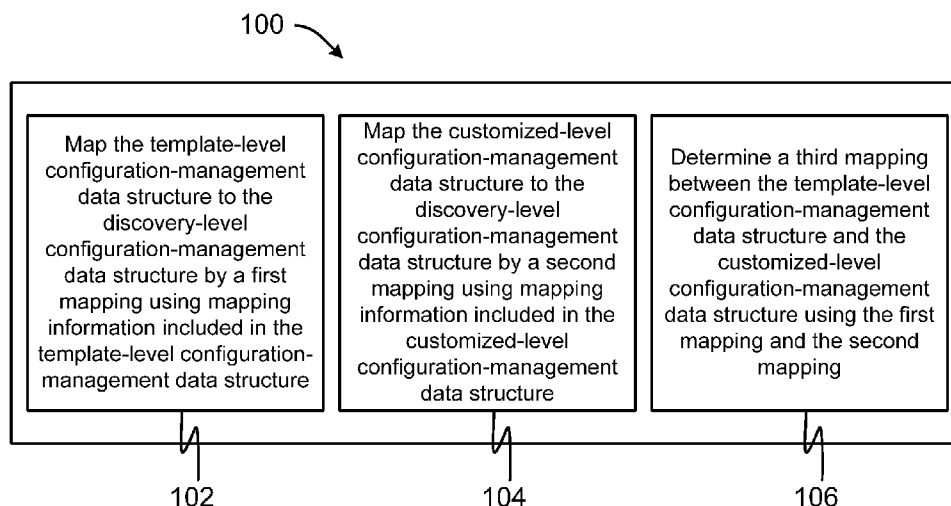 100
Map the template-level
configuration-management
data structure to the
discovery-level
configuration-management
data structure by a first
mapping using mapping
information included in the
template-level configuration-
management data structure
Map the customized-level
configuration-management
data structure to the
discovery-level
configuration-management
data structure by a second
mapping using mapping
information included in the
customized-level
configuration-management
data structure
Determine a third mapping
between the template-level
configuration-management
data structure and the
customized-level
configuration-management
data structure using the first
mapping and the second
mapping
102
104
106